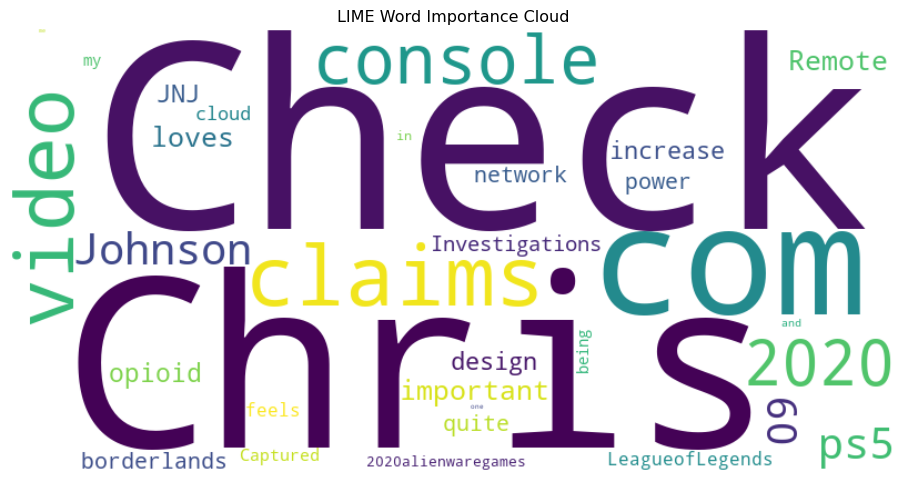 LIME Word Importance Cloud
Check
console
Remote
my
JNJ
cloud
loves
in
network
increase
power
video
Johnson
Investigations
claims
com
Chris
and
being
2020
opioid
design
important
one
quite
feels
09
ps5
borderlands
Captured
2020alienwaregames
LeagueofLegends